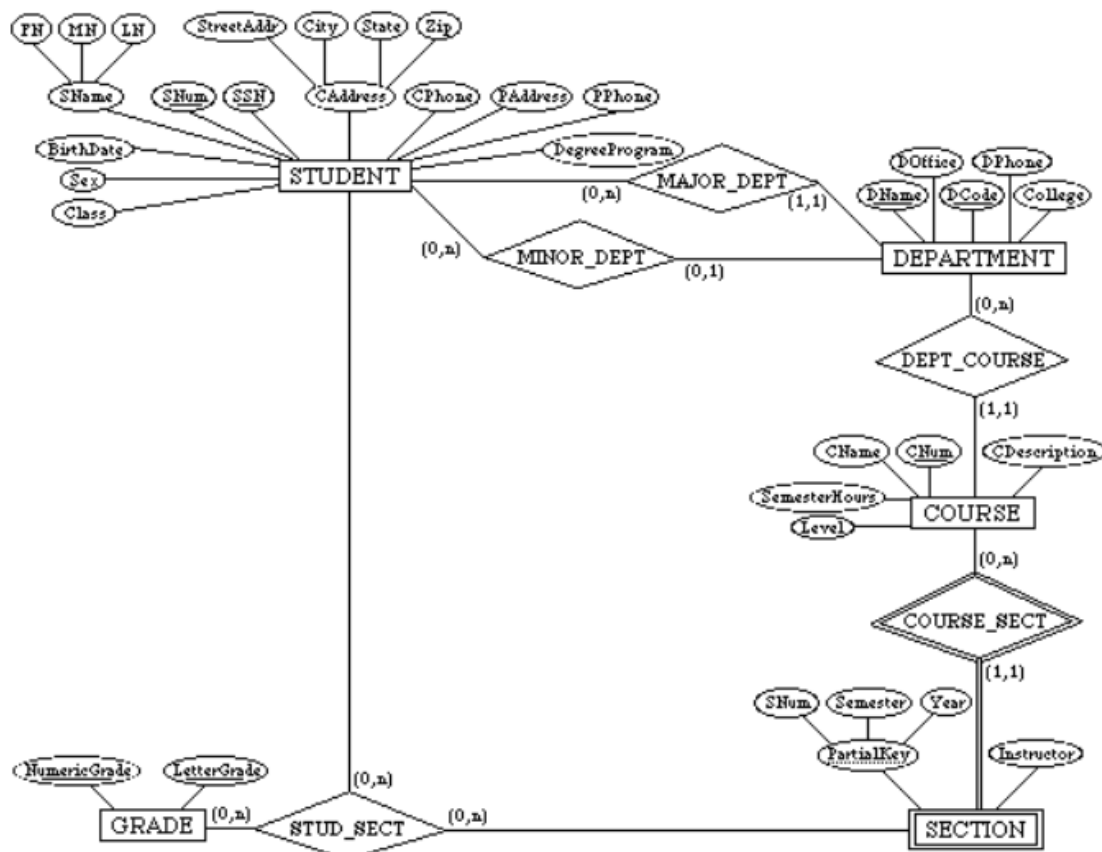 FN MN LN StreetAddr City State Zip
SName SNum SSN CAddress CPhone PAddress PPhone
BirthDate DegreeProgram
Sex STUDENT
Class
(0,n) MAJOR_DEPT (1,1)
DOffice DPhone
DName DCode College
(0,n) MINOR_DEPT (0,1)
DEPARTMENT
(0,n)
DEPT_COURSE
(1,1)
CName CNum CDescription
SemesterHours
Level COURSE
(0,n)
COURSE_SECT
(1,1)
SNum Semester Year
PartialKey Instructor
NumericGrade LetterGrade
(0,n)
GRADE (0,n) STUD_SECT (0,n) SECTION